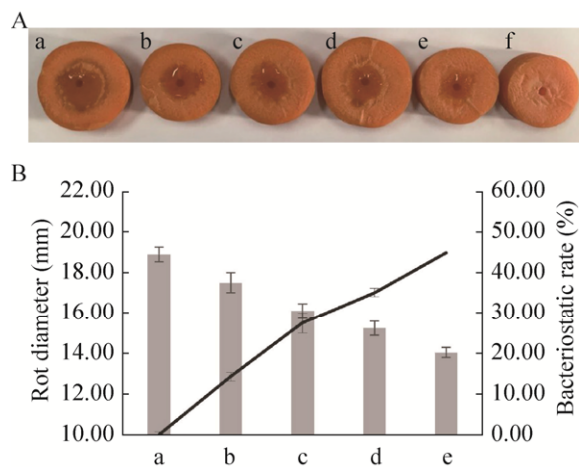 A
a b c d e f
B
22.00 60.00
20.00 50.00
18.00 40.00
16.00 30.00
14.00 20.00
12.00 10.00
10.00 0.00
Rot diameter (mm)
Bacteriostatic rate (%)
a b c d e